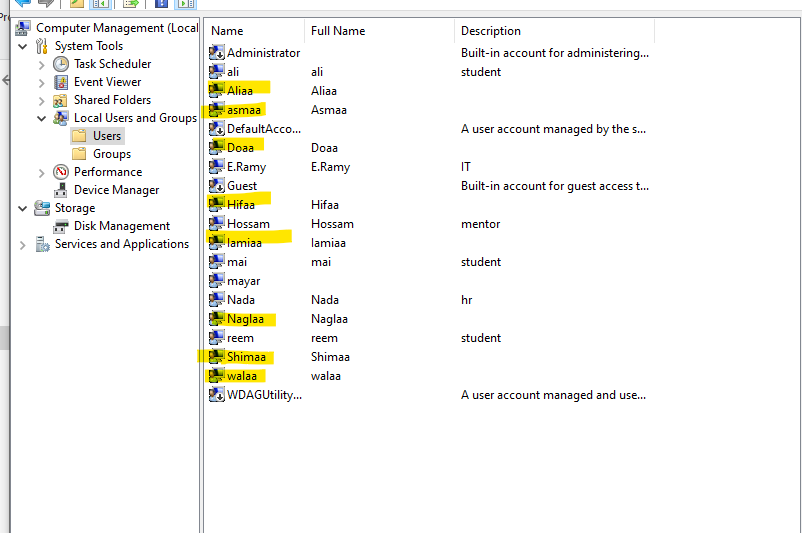 Computer Management (Local
System Tools
Task Scheduler
Event Viewer
Shared Folders
Local Users and Groups
Users
Groups
Performance
Device Manager
Storage
Disk Management
Services and Applications
Name Full Name Description
Administrator Built-in account for administering...
ali ali student
Aliaa Aliaa
asmaa Asmaa
DefaultAcco... A user account managed by the s...
Doaa Doaa
E.Ramy E.Ramy IT
Guest Built-in account for guest access t...
Hifaa Hifaa
Hossam Hossam mentor
lamiaa lamiaa
mai mai student
mayar
Nada Nada hr
Naglaa Naglaa
reem reem student
Shimaa Shimaa
walaa walaa
WDAGUtility... A user account managed and use...